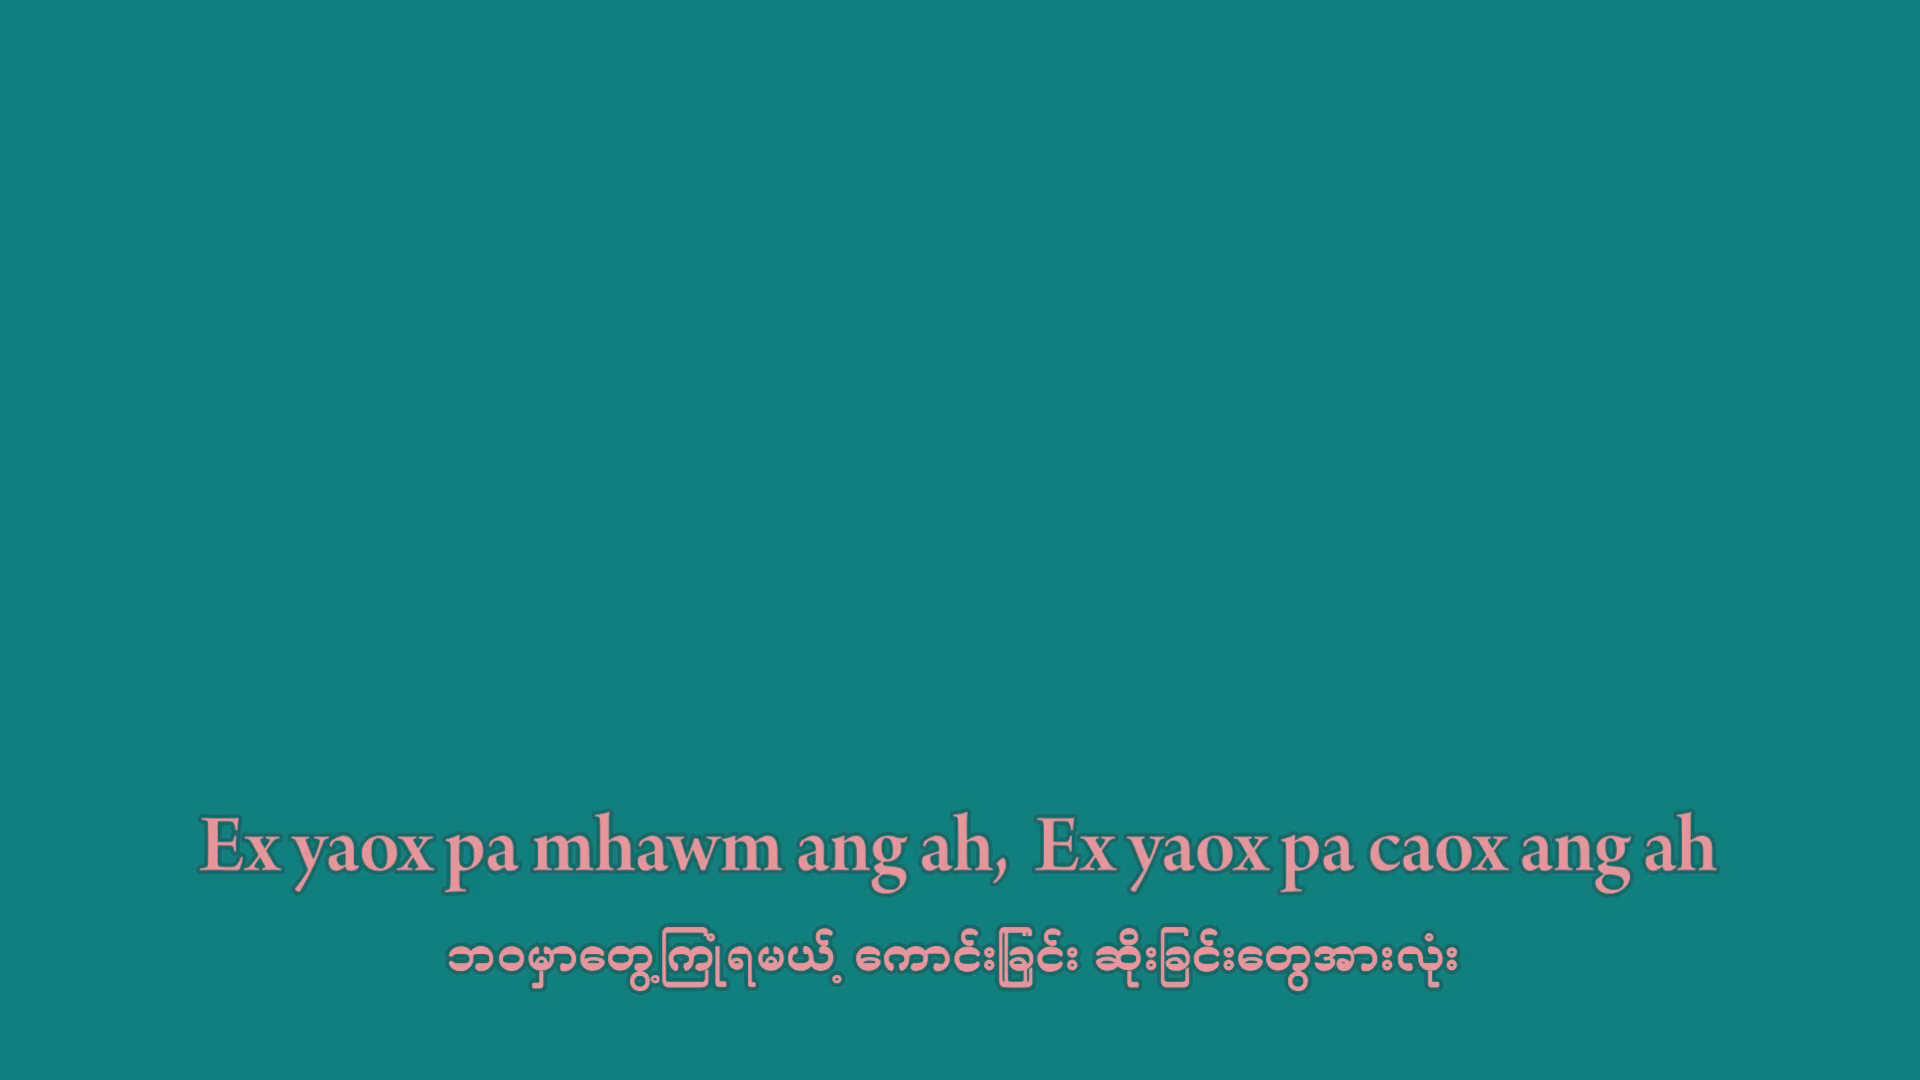 Ex yaox pa mhawm ang ah, Ex yaox pa caox ang ah
ဘဝမှာတွေ့ကြုံရမယ့် ကောင်းခြြင်း ဆိုးခြင်းတွေအားလုံး